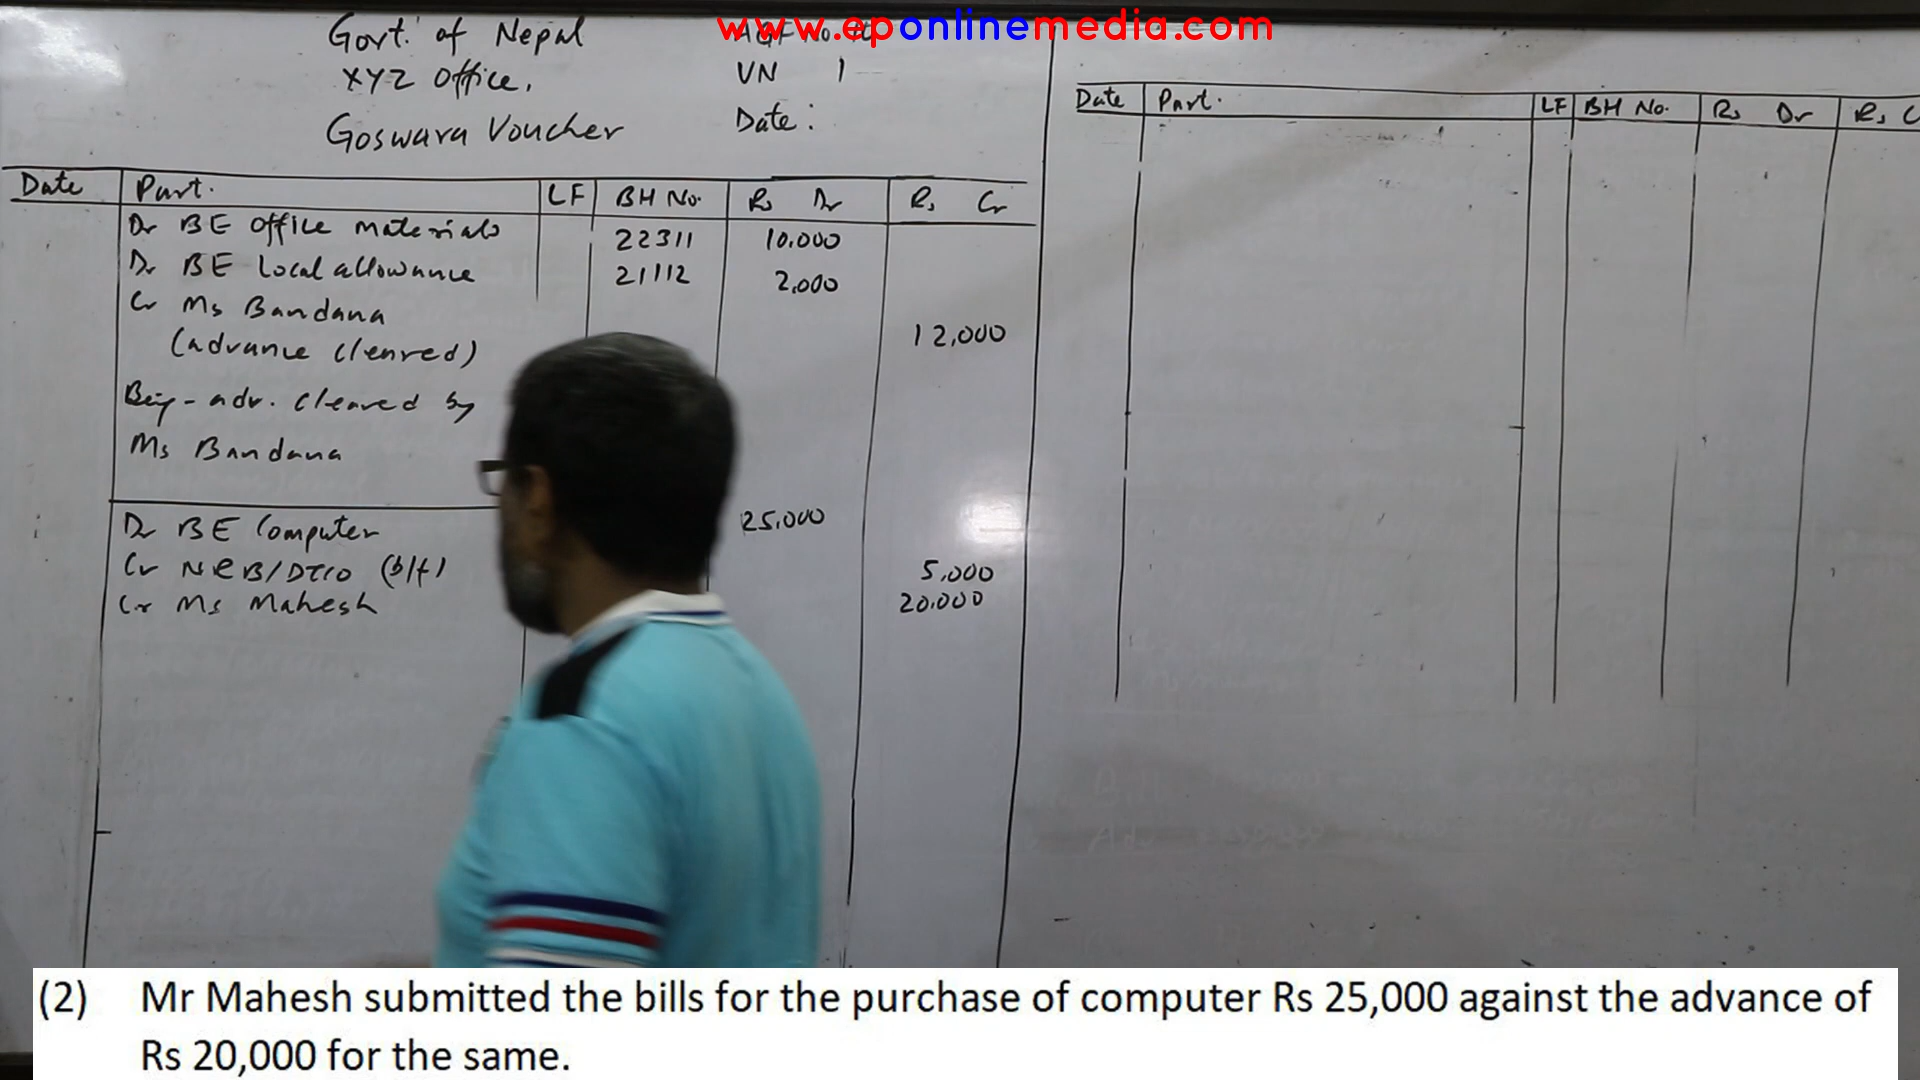 www.eponlinemedia.com
Govt. of Nepal
XYZ Office.
VN 1
Goswara Voucher
Date:
Date Part. LF BH No. Rs Dr Rs Cr
Dr BE Office materials 22311 10,000
Dr BE Local allowance 21112 2,000
Cr Ms Bandana
(advance cleared) 12,000
Being - adv. cleared by
Ms Bandana
Dr BE Computer 25,000
Cr NRB/DTCO (b/f) 5,000
Cr Ms Mahesh 20,000
Date Part. LF BH No. Rs Dr Rs C
(2) Mr Mahesh submitted the bills for the purchase of computer Rs 25,000 against the advance of
Rs 20,000 for the same.